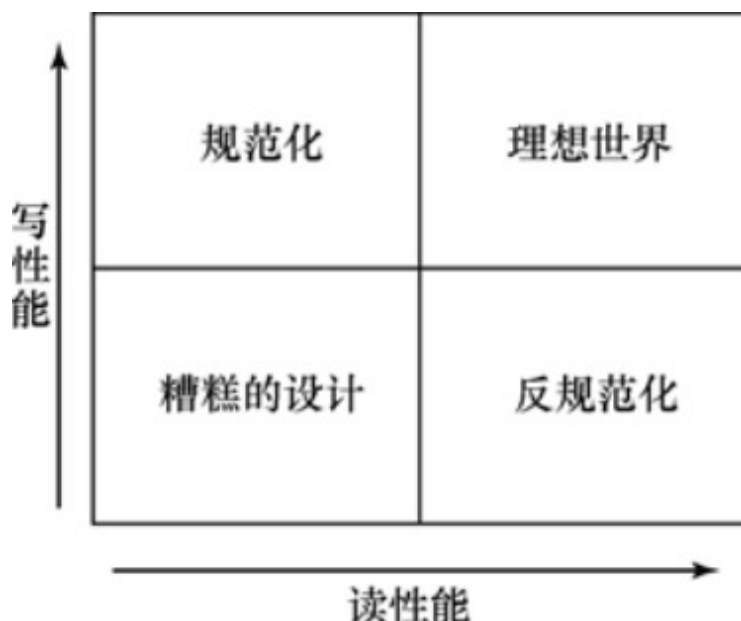 规范化
理想世界
写性能
糟糕的设计
反规范化
读性能